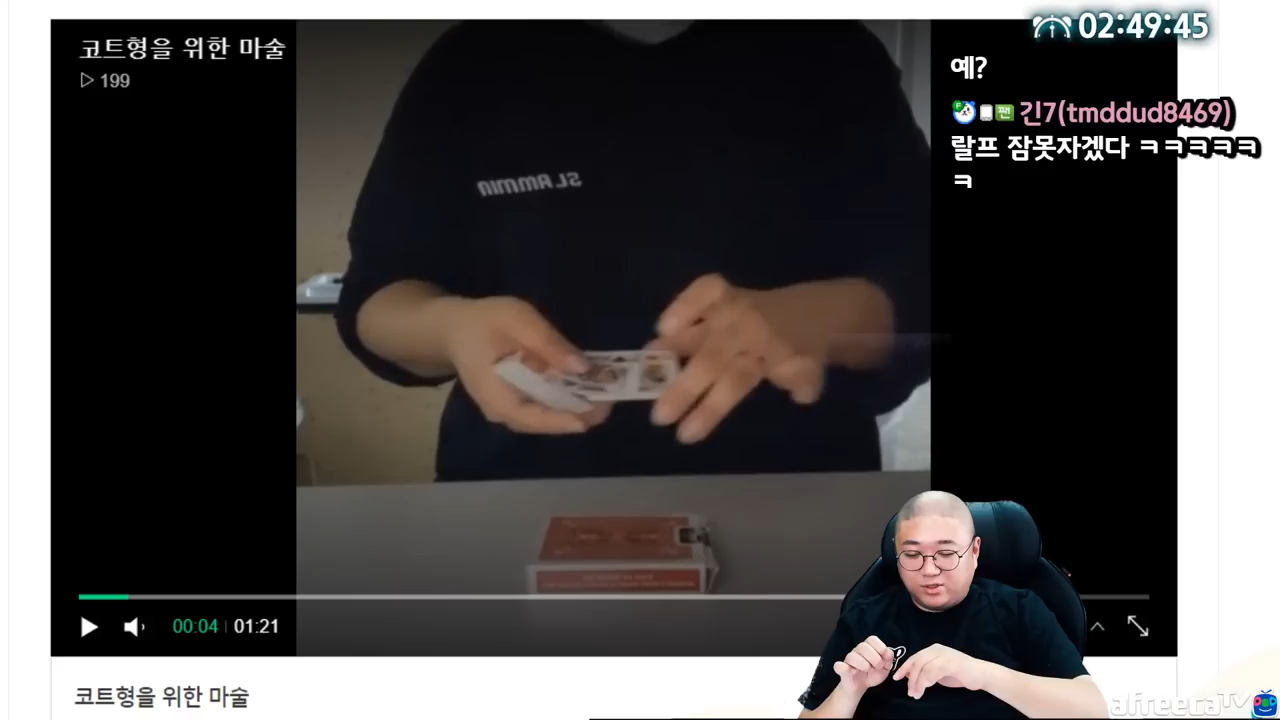 코트형을 위한 마술
▷ 199
02:49:45
예?
긴7(tmddud8469)
랄프 잠못자겠다 ㅋㅋㅋㅋㅋ
ㅋ
SLAMMIN
00:04 01:21
코트형을 위한 마술
afreecaTV